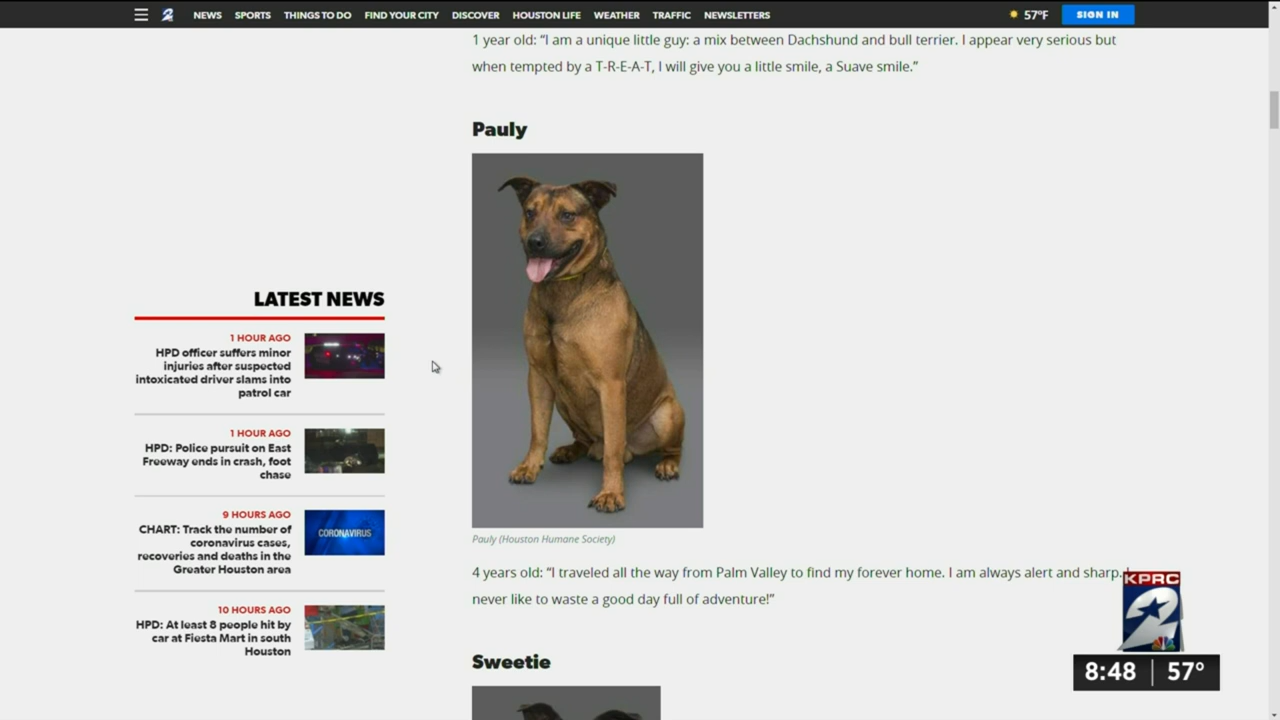 NEWS SPORTS THINGS TO DO FIND YOUR CITY DISCOVER HOUSTON LIFE WEATHER TRAFFIC NEWSLETTERS 57°F SIGN IN
1 year old: “I am a unique little guy: a mix between Dachshund and bull terrier. I appear very serious but
when tempted by a T-R-E-A-T, I will give you a little smile, a Suave smile.”
Pauly
Pauly (Houston Humane Society)
4 years old: “I traveled all the way from Palm Valley to find my forever home. I am always alert and sharp. I
never like to waste a good day full of adventure!”
Sweetie
LATEST NEWS
1 HOUR AGO
HPD officer suffers minor
injuries after suspected
intoxicated driver slams into
patrol car
1 HOUR AGO
HPD: Police pursuit on East
Freeway ends in crash, foot
chase
9 HOURS AGO
CHART: Track the number of
coronavirus cases,
recoveries and deaths in the
Greater Houston area
CORONAVIRUS
10 HOURS AGO
HPD: At least 8 people hit by
car at Fiesta Mart in south
Houston
KPRC
2
8:48 57°